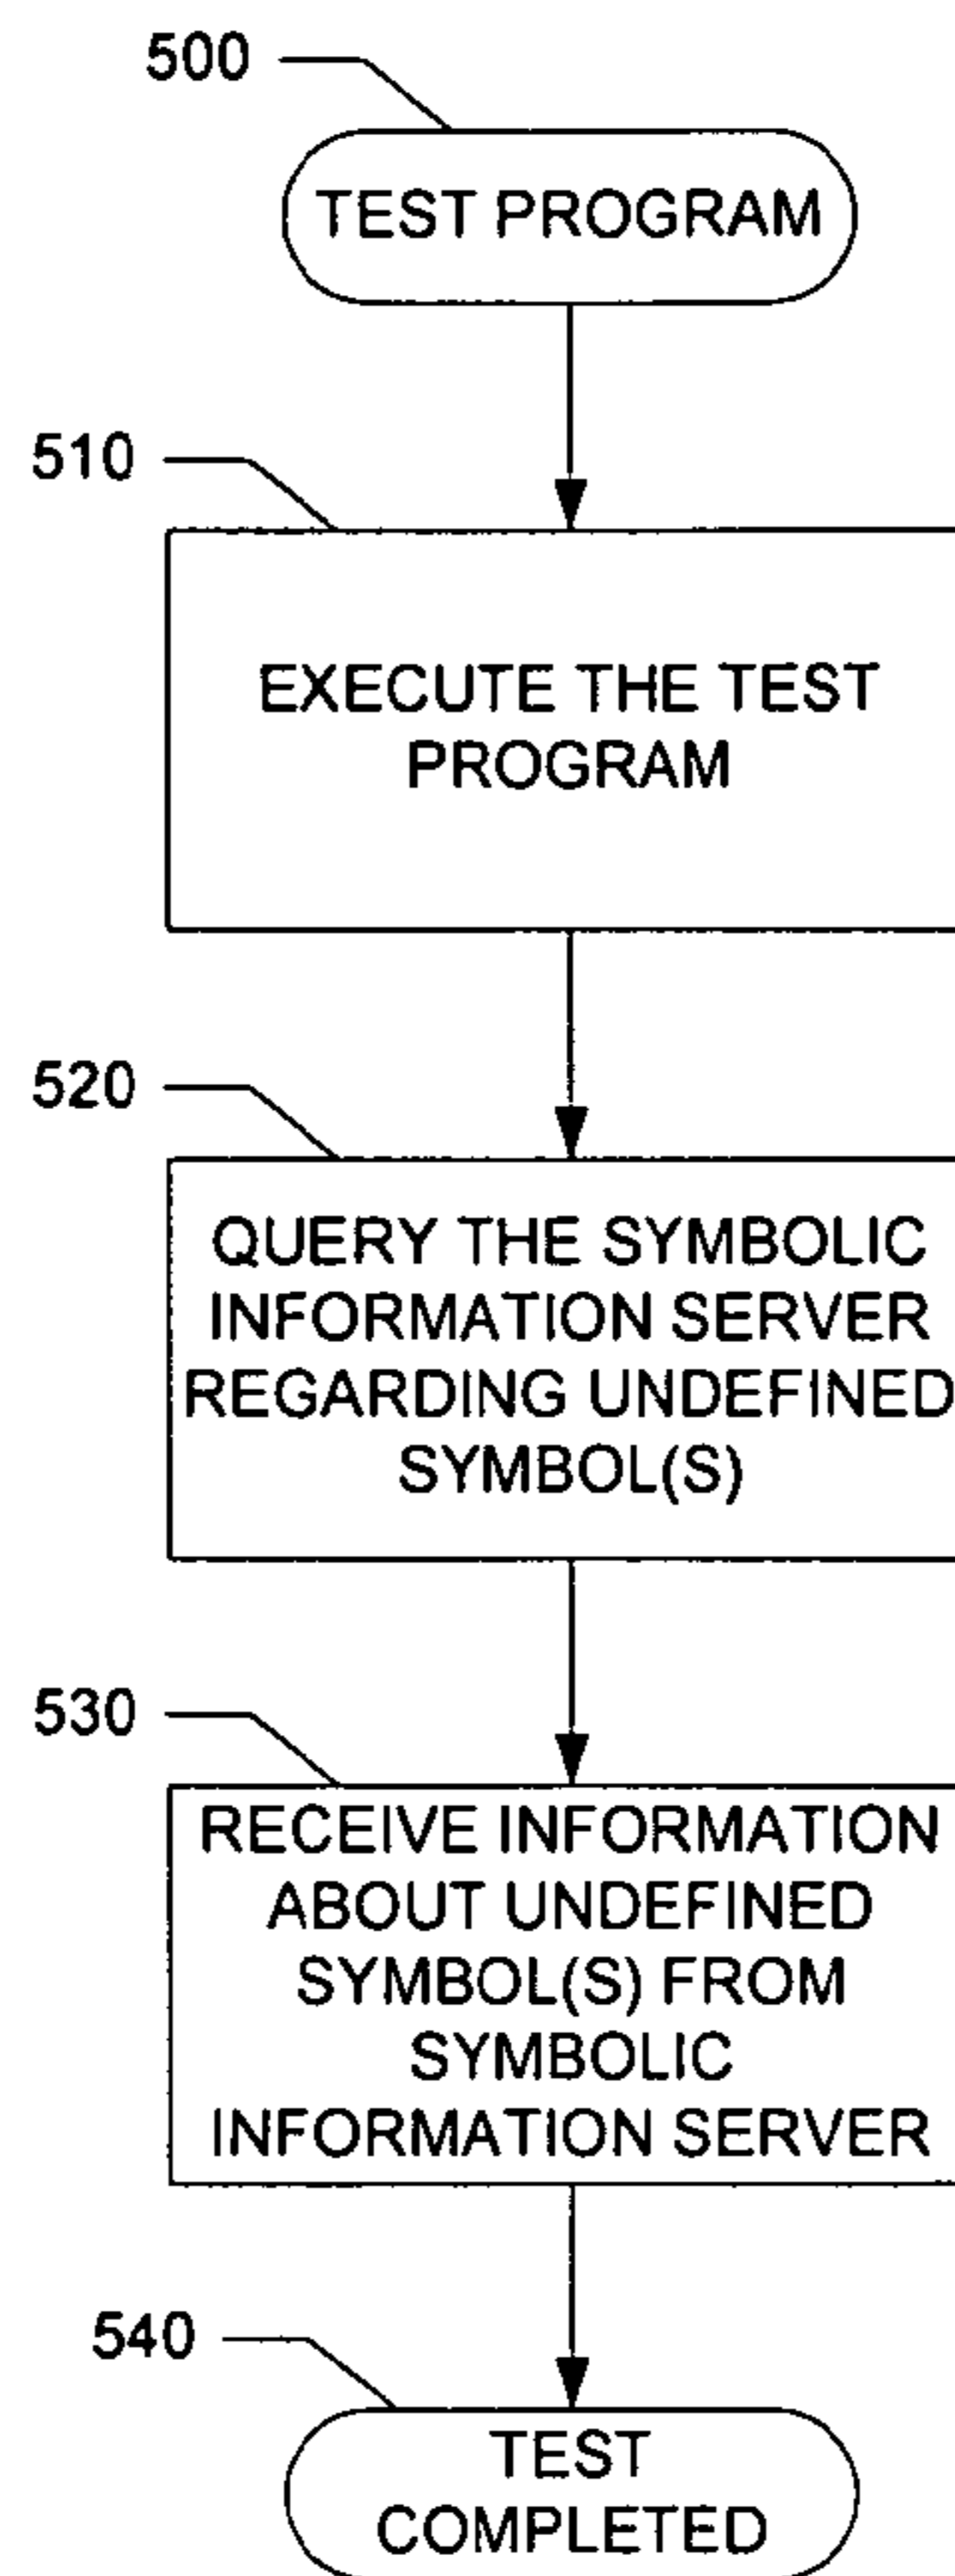 500
TEST PROGRAM
510
EXECUTE THE TEST
PROGRAM
520
QUERY THE SYMBOLIC
INFORMATION SERVER
REGARDING UNDEFINED
SYMBOL(S)
530
RECEIVE INFORMATION
ABOUT UNDEFINED
SYMBOL(S) FROM
SYMBOLIC
INFORMATION SERVER
540
TEST
COMPLETED